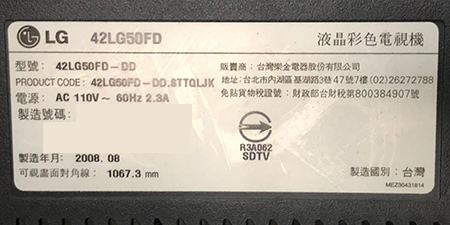 LG 42LG50FD 液晶彩色電視機
型號: 42LG50FD-DD
PRODUCT CODE: 42LG50FD-DD.STTQLJK
電源: AC 110V~ 60Hz 2.3A
製造號碼:
販賣商: 台灣樂金電器股份有限公司
地址:台北市內湖區基湖路3巷47號7樓(02)26272788
免貼貨物稅證號: 財政部台財稅第800384907號
R3A062
SDTV
製造年月: 2008.08
可視畫面對角線: 1067.3 mm
製造國別: 台灣
MEZ30431814